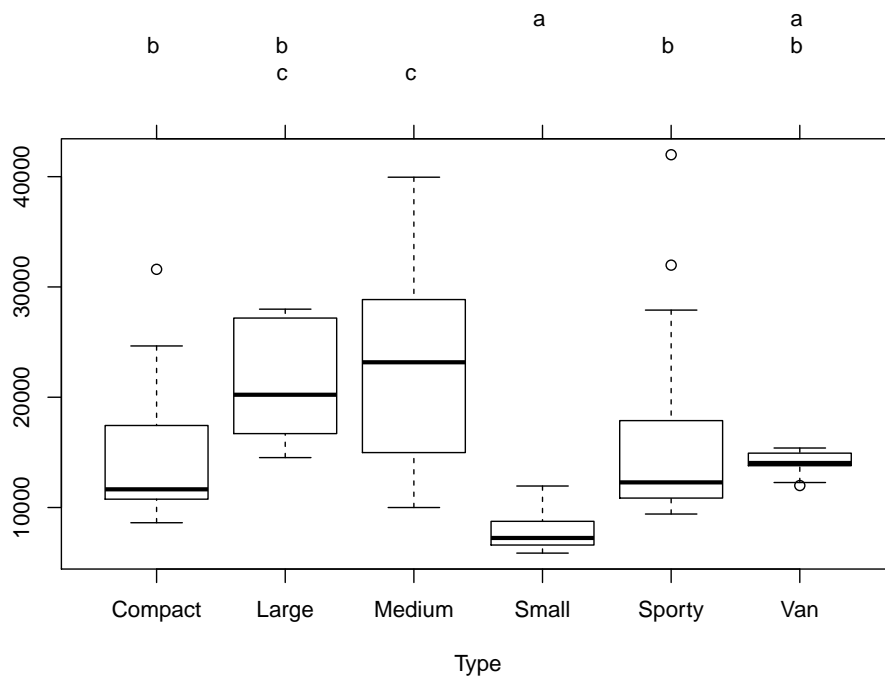 a a
b b b b
c c
40000
30000
20000
10000
Compact Large Medium Small Sporty Van
Type